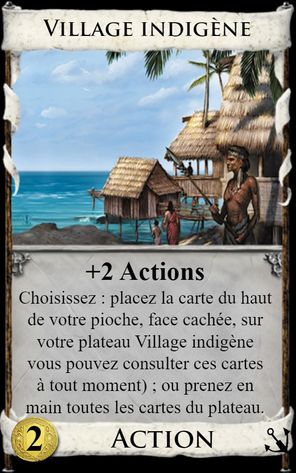 VILLAGE INDIGÈNE
+2 Actions
Choisissez : placez la carte du haut
de votre pioche, face cachée, sur
votre plateau Village indigène
vous pouvez consulter ces cartes
à tout moment) ; ou prenez en
main toutes les cartes du plateau.
2
ACTION